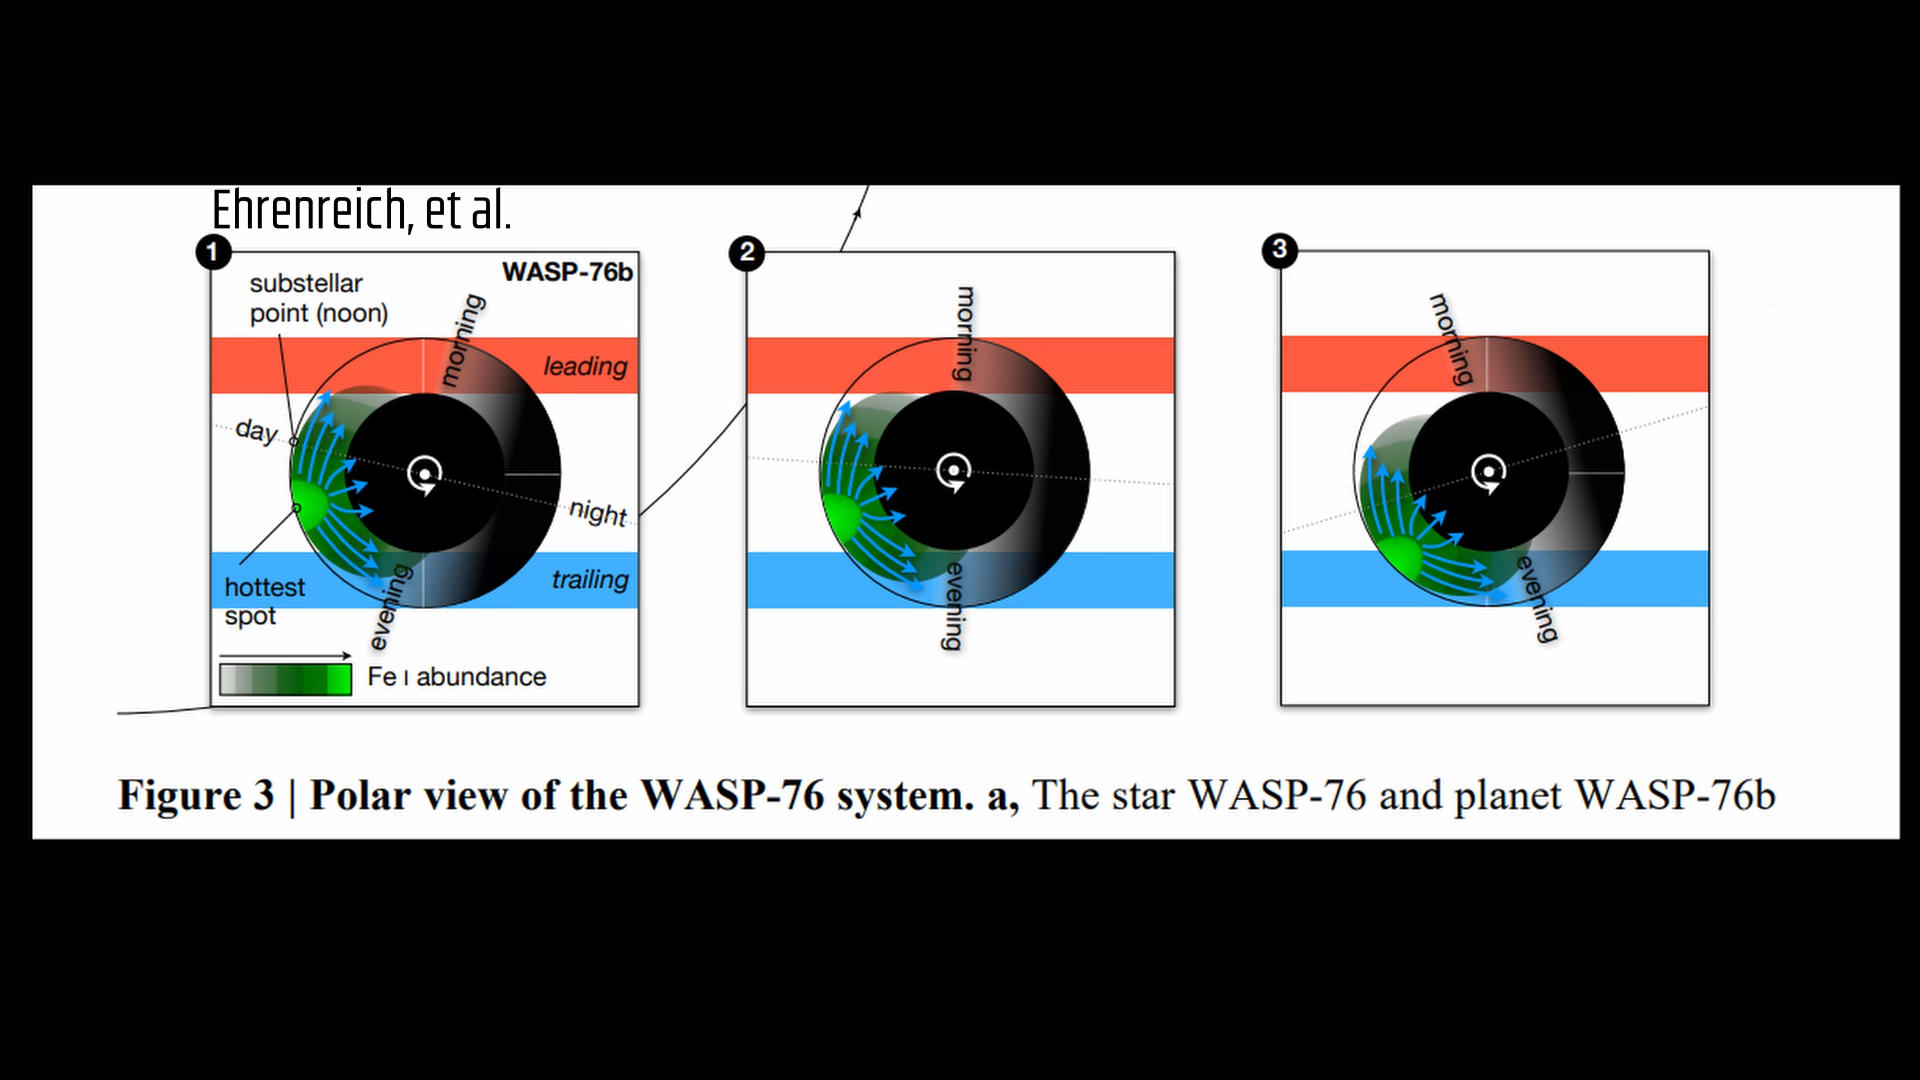 Ehrenreich, et al.
1
WASP-76b
substellar
point (noon)
morning
leading
day
night
hottest
spot
evening
trailing
Fe I abundance
2
morning
evening
3
morning
evening
Figure 3 | Polar view of the WASP-76 system. a, The star WASP-76 and planet WASP-76b